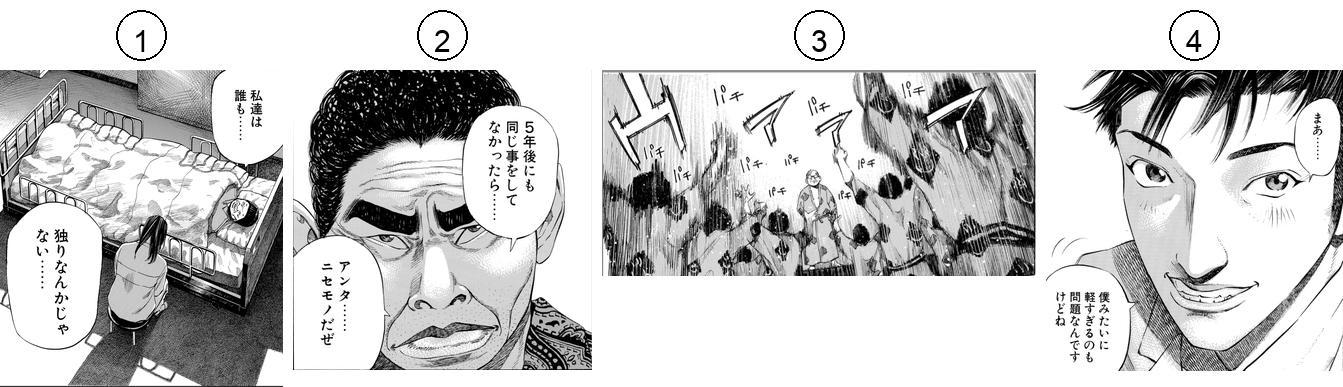 1
私達は
誰も……
独りなんかじゃ
ない……
2
5年後にも
同じ事をして
なかったら……
アンタ……
ニセモノだぜ
3
パチ
パチ
パチ
パチ
パチ
パチ
パチ
パチ
パチ
4
まあ……
僕みたいに
軽すぎるのも
問題なんです
けどね